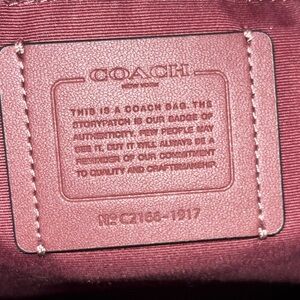 COACH
NEW YORK
THIS IS A COACH BAG. THE
STORYPATCH IS OUR BADGE OF
AUTHENTICITY. FEW PEOPLE MAY
SEE IT, BUT IT WILL ALWAYS BE A
REMINDER OF OUR COMMITMENT
TO QUALITY AND CRAFTSMANSHIP.
Nº C2166-1917